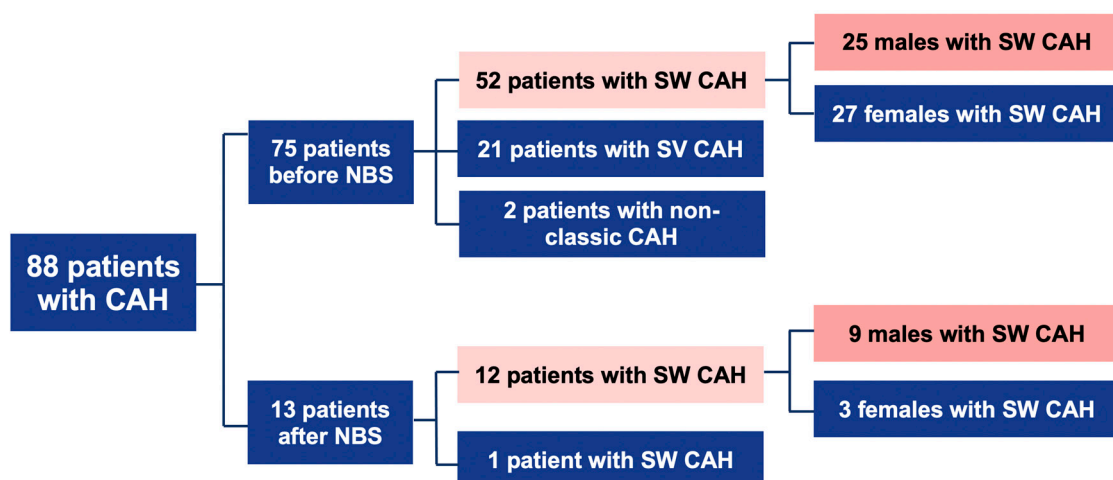 88 patients
with CAH
75 patients
before NBS
52 patients with SW CAH
25 males with SW CAH
27 females with SW CAH
21 patients with SV CAH
2 patients with non-
classic CAH
13 patients
after NBS
12 patients with SW CAH
9 males with SW CAH
3 females with SW CAH
1 patient with SW CAH